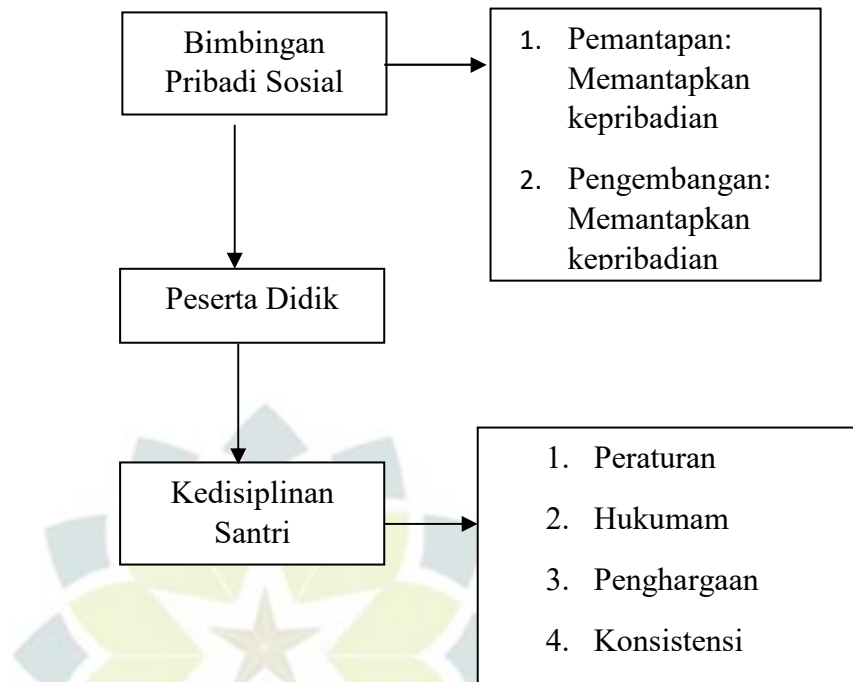 Bimbingan
Pribadi Sosial
1. Pemantapan:
Memantapkan
kepribadian
2. Pengembangan:
Memantapkan
kepribadian
Peserta Didik
Kedisiplinan
Santri
1. Peraturan
2. Hukumam
3. Penghargaan
4. Konsistensi